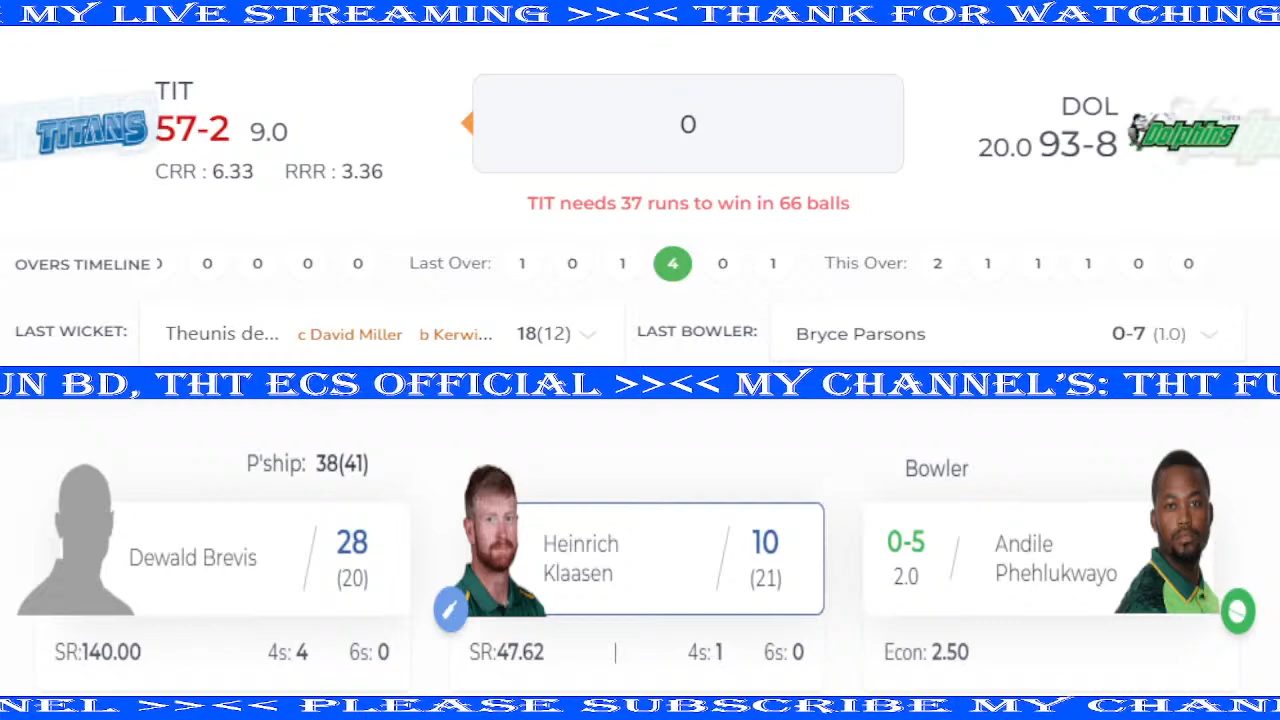 MY LIVE STREAMING >><< THANK FOR WATCHING
TIT
TITANS
57-2 9.0
CRR : 6.33 RRR : 3.36
0
DOL
20.0 93-8
Dolphins
TIT needs 37 runs to win in 66 balls
OVERS TIMELINE 0 0 0 0 Last Over: 1 0 1 4 0 1 This Over: 2 1 1 1 0 0
LAST WICKET: Theunis de... c David Miller b Kerwi... 18(12) LAST BOWLER: Bryce Parsons 0-7 (1.0)
UN BD, THT ECS OFFICIAL >><< MY CHANNEL'S: THT FU
P'ship: 38(41)
Bowler
Dewald Brevis 28
(20)
Heinrich
Klaasen
10
(21)
0-5
2.0
Andile
Phehlukwayo
SR:140.00 4s: 4 6s: 0
SR:47.62 | 4s: 1 6s: 0
Econ: 2.50
NEL >><< PLEASE SUBSCRIBE MY CHAN